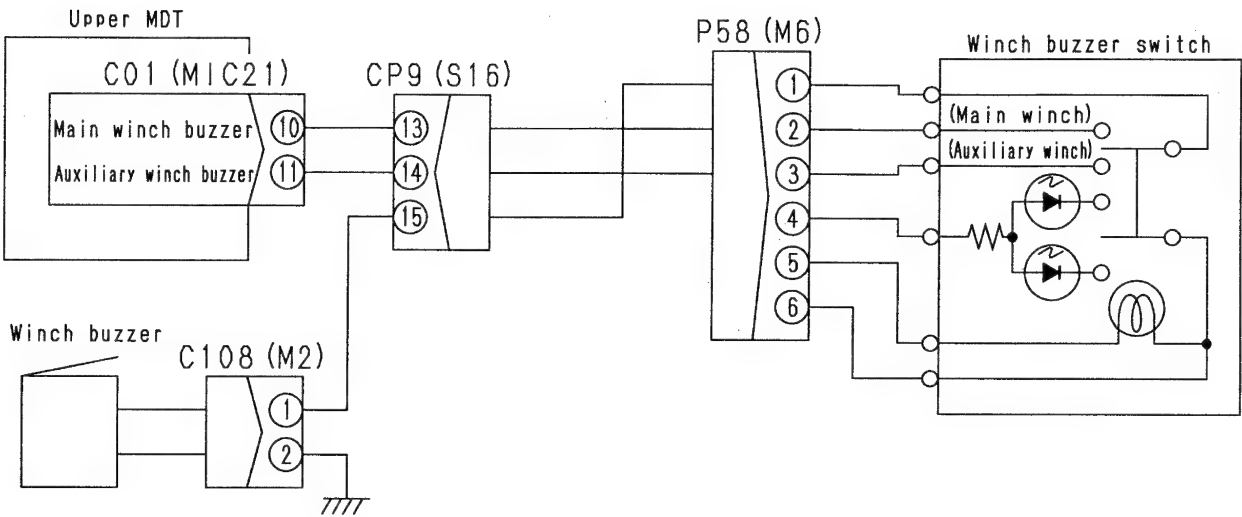 Upper MDT
C01 (MIC21)
Main winch buzzer 10
Auxiliary winch buzzer 11
CP9 (S16)
13
14
15
P58 (M6)
1
2
3
4
5
6
Winch buzzer switch
(Main winch)
(Auxiliary winch)
Winch buzzer
C108 (M2)
1
2